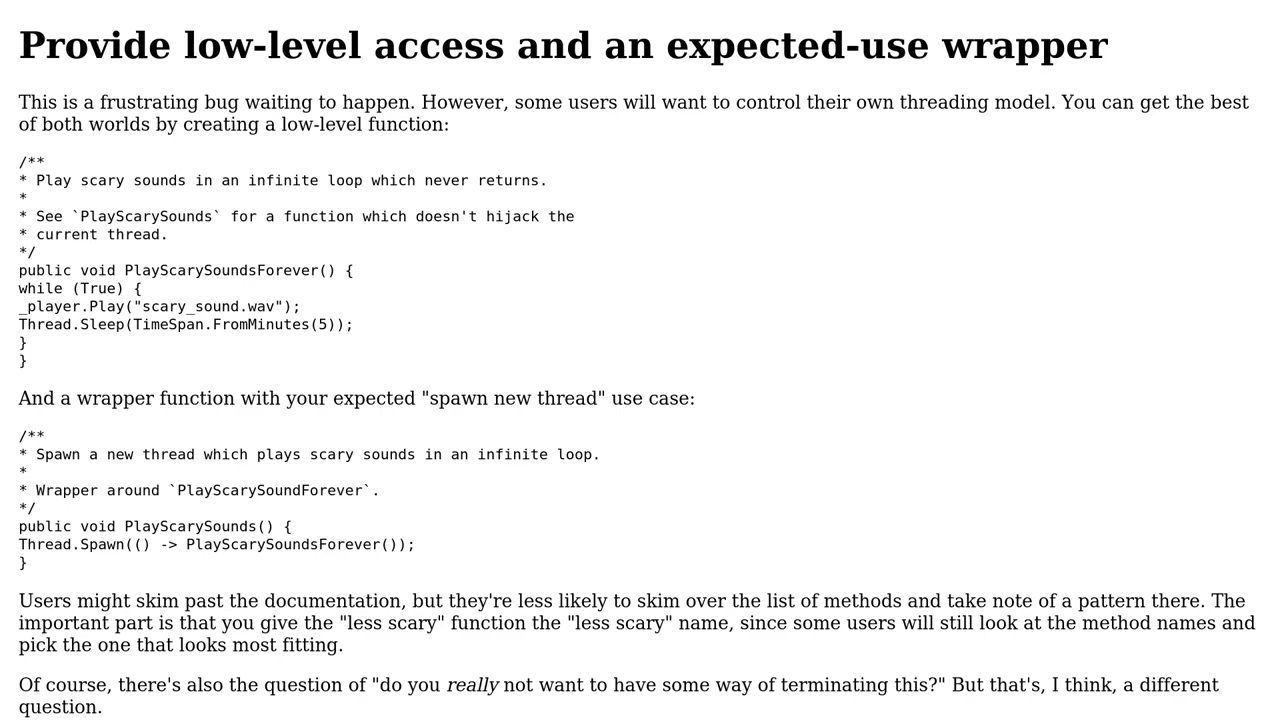 Provide low-level access and an expected-use wrapper
This is a frustrating bug waiting to happen. However, some users will want to control their own threading model. You can get the best
of both worlds by creating a low-level function:
/**
* Play scary sounds in an infinite loop which never returns.
*
* See `PlayScarySounds` for a function which doesn't hijack the
* current thread.
*/
public void PlayScarySoundsForever() {
while (True) {
_player.Play("scary_sound.wav");
Thread.Sleep(TimeSpan.FromMinutes(5));
}
}
And a wrapper function with your expected "spawn new thread" use case:
/**
* Spawn a new thread which plays scary sounds in an infinite loop.
*
* Wrapper around `PlayScarySoundForever`.
*/
public void PlayScarySounds() {
Thread.Spawn(() -> PlayScarySoundsForever());
}
Users might skim past the documentation, but they're less likely to skim over the list of methods and take note of a pattern there. The
important part is that you give the "less scary" function the "less scary" name, since some users will still look at the method names and
pick the one that looks most fitting.
Of course, there's also the question of "do you really not want to have some way of terminating this?" But that's, I think, a different
question.